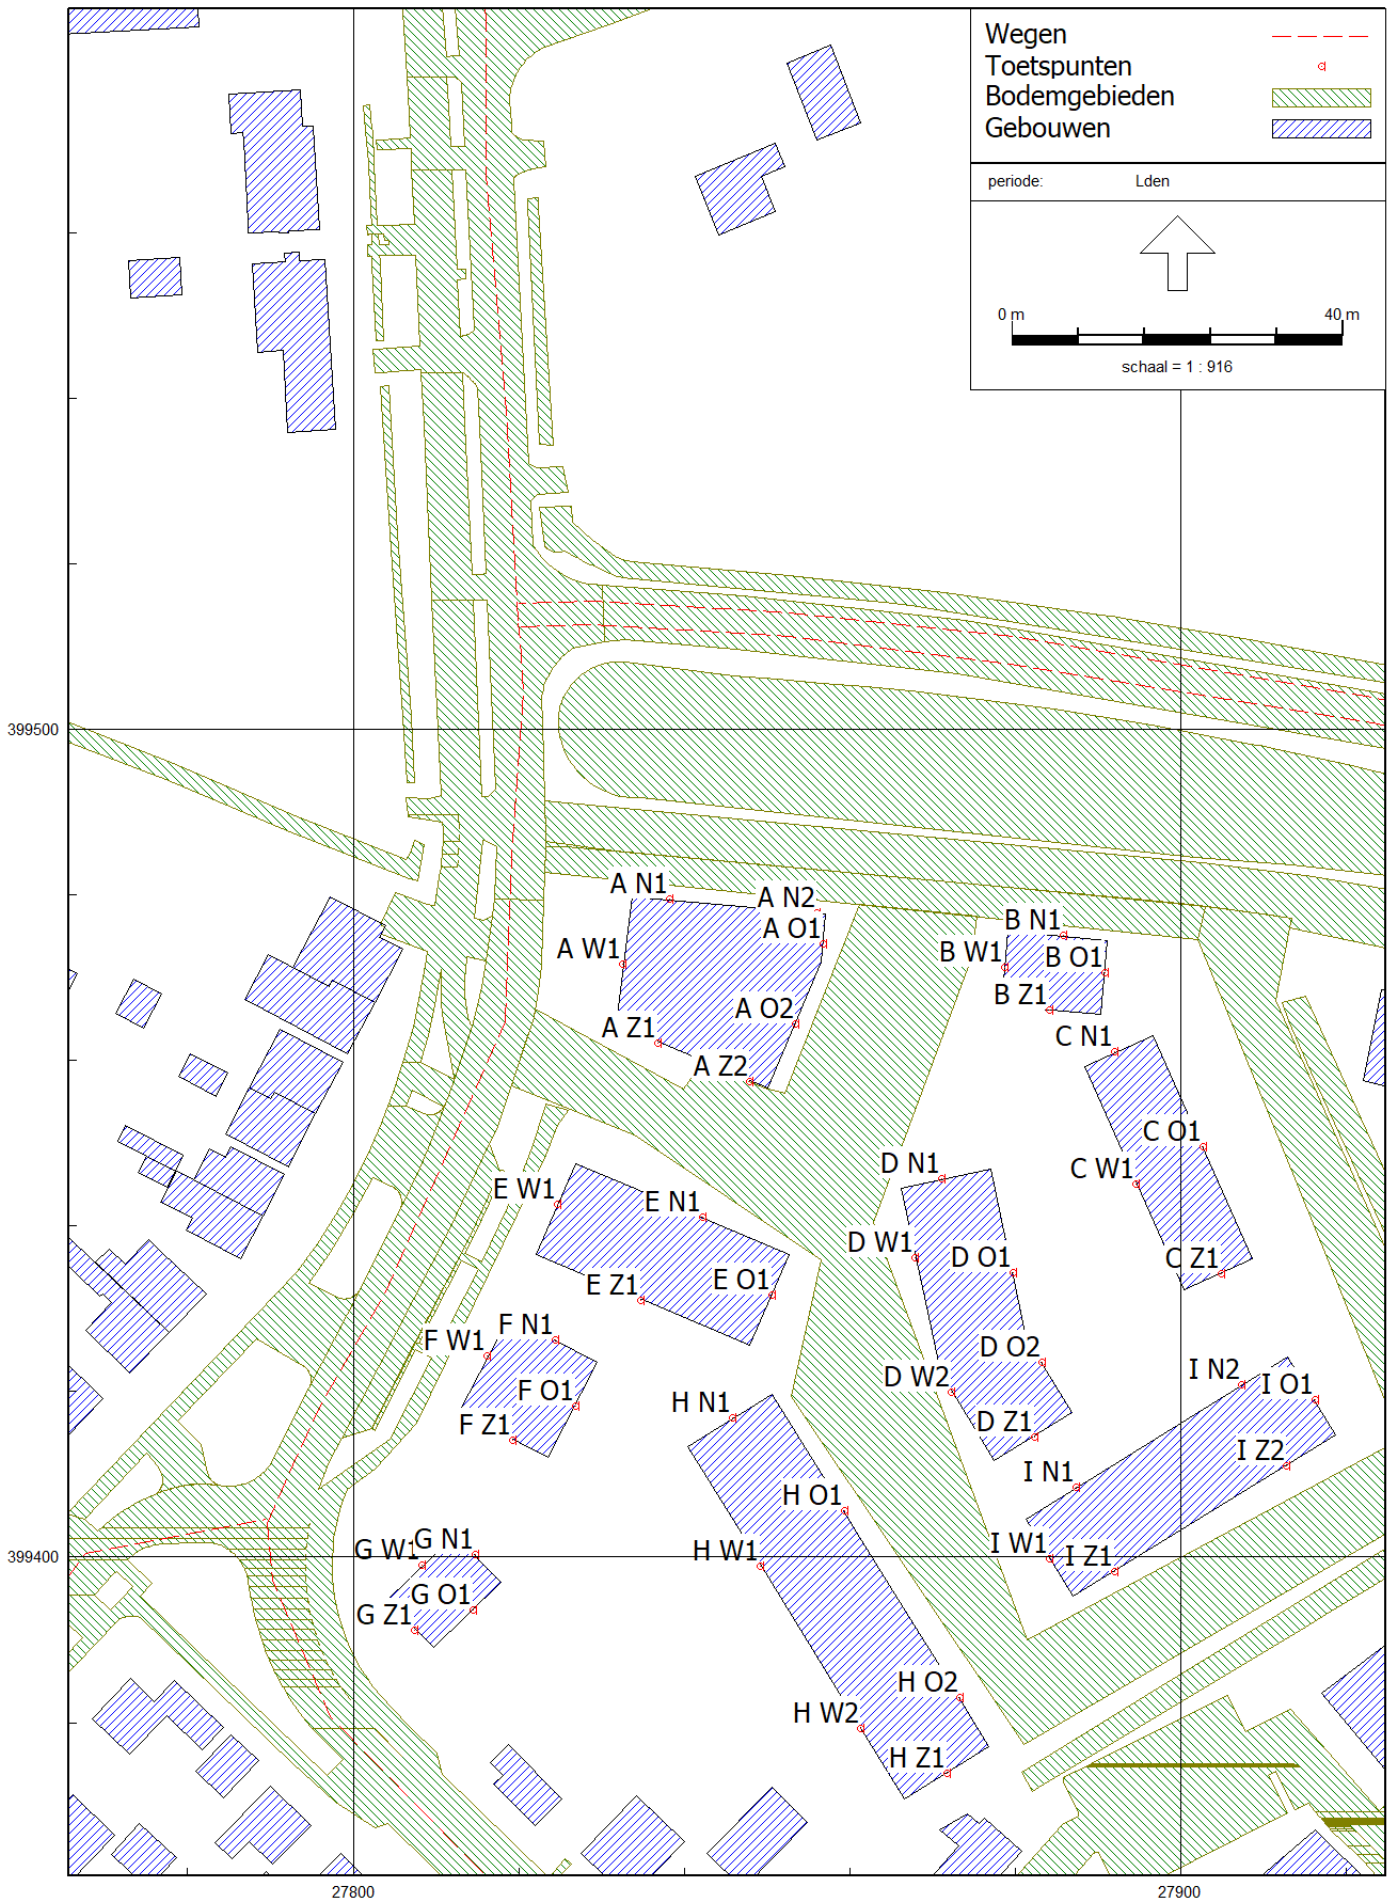 Wegen
Toetspunten
Bodemgebieden
Gebouwen
periode: Lden
0 m 40 m
schaal = 1 : 916
399500
A N1
A N2
A O1
B N1
A W1
B W1
B O1
B Z1
A O2
A Z1
C N1
A Z2
C O1
D N1
C W1
E W1
E N1
D W1
D O1
C Z1
E O1
E Z1
F N1
F W1
D O2
I N2
D W2
I O1
F O1
H N1
F Z1
D Z1
I Z2
I N1
H O1
399400
G N1
G W1
H W1
I W1
I Z1
G O1
G Z1
H O2
H W2
H Z1
27800
27900